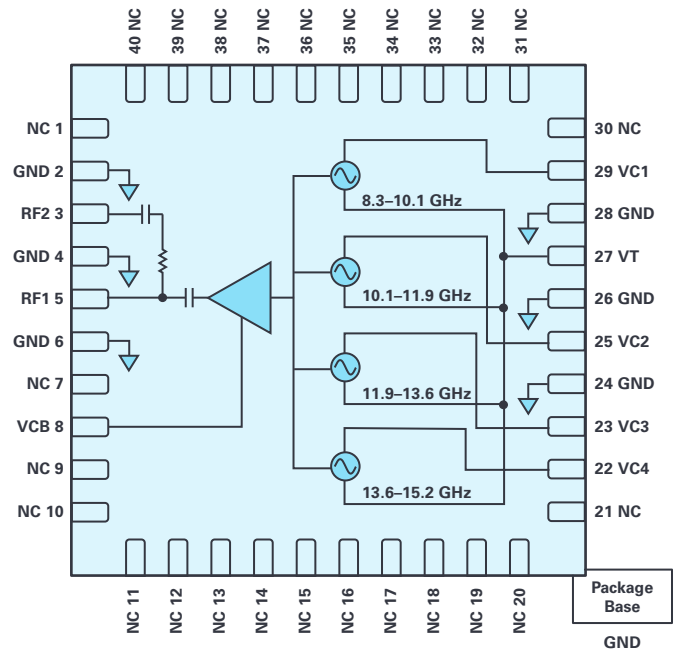 40 NC
39 NC
38 NC
37 NC
36 NC
35 NC
34 NC
33 NC
32 NC
31 NC
NC 1
GND 2
RF2 3
GND 4
RF1 5
GND 6
NC 7
VCB 8
NC 9
NC 10
8.3–10.1 GHz
10.1–11.9 GHz
11.9–13.6 GHz
13.6–15.2 GHz
30 NC
29 VC1
28 GND
27 VT
26 GND
25 VC2
24 GND
23 VC3
22 VC4
21 NC
NC 11
NC 12
NC 13
NC 14
NC 15
NC 16
NC 17
NC 18
NC 19
NC 20
Package
Base
GND